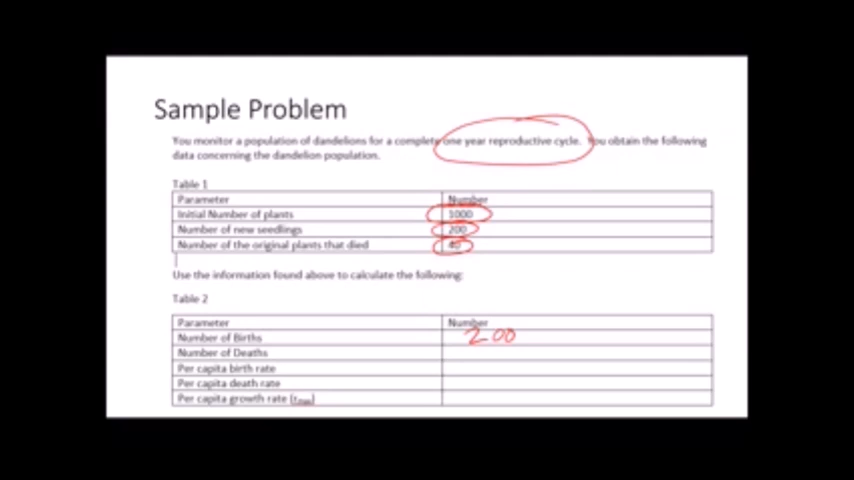 Sample Problem
You monitor a population of dandelions for a complete one year reproductive cycle. You obtain the following
data concerning the dandelion population.
Table 1
Parameter Number
Initial Number of plants 1000
Number of new seedlings 200
Number of the original plants that died 40
Use the information found above to calculate the following:
Table 2
Parameter Number
Number of Births 200
Number of Deaths
Per capita birth rate
Per capita death rate
Per capita growth rate (rmax)